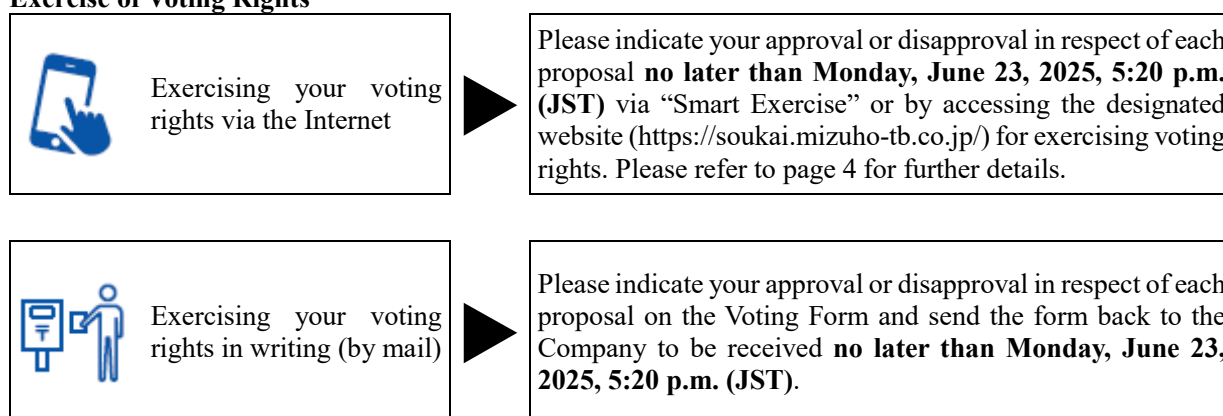 Exercise of Voting Rights
Exercising your voting
rights via the Internet
Please indicate your approval or disapproval in respect of each
proposal no later than Monday, June 23, 2025, 5:20 p.m.
(JST) via “Smart Exercise” or by accessing the designated
website (https://soukai.mizuho-tb.co.jp/) for exercising voting
rights. Please refer to page 4 for further details.
Exercising your voting
rights in writing (by mail)
Please indicate your approval or disapproval in respect of each
proposal on the Voting Form and send the form back to the
Company to be received no later than Monday, June 23,
2025, 5:20 p.m. (JST).